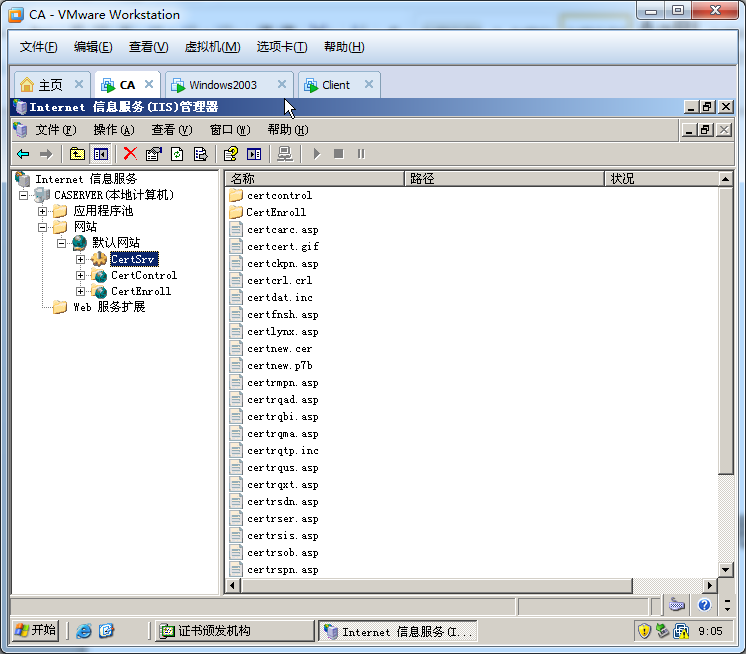 CA - VMware Workstation
文件(F) 编辑(E) 查看(V) 虚拟机(M) 选项卡(T) 帮助(H)
主页 CA Windows2003 Client
Internet 信息服务(IIS)管理器
文件(F) 操作(A) 查看(V) 窗口(W) 帮助(H)
Internet 信息服务
CASERVER(本地计算机)
应用程序池
网站
默认网站
CertSrv
CertControl
CertEnroll
Web 服务扩展
名称 路径 状况
certcontrol
CertEnroll
certcarc.asp
certcert.gif
certckpn.asp
certcrl.crl
certdat.inc
certfnsh.asp
certlynx.asp
certnew.cer
certnew.p7b
certrmpn.asp
certrqad.asp
certrqbi.asp
certrqma.asp
certrqtp.inc
certrqus.asp
certrqxt.asp
certrsdn.asp
certrser.asp
certrsis.asp
certrsob.asp
certrspn.asp
开始 证书颁发机构 Internet 信息服务(I... 9:05